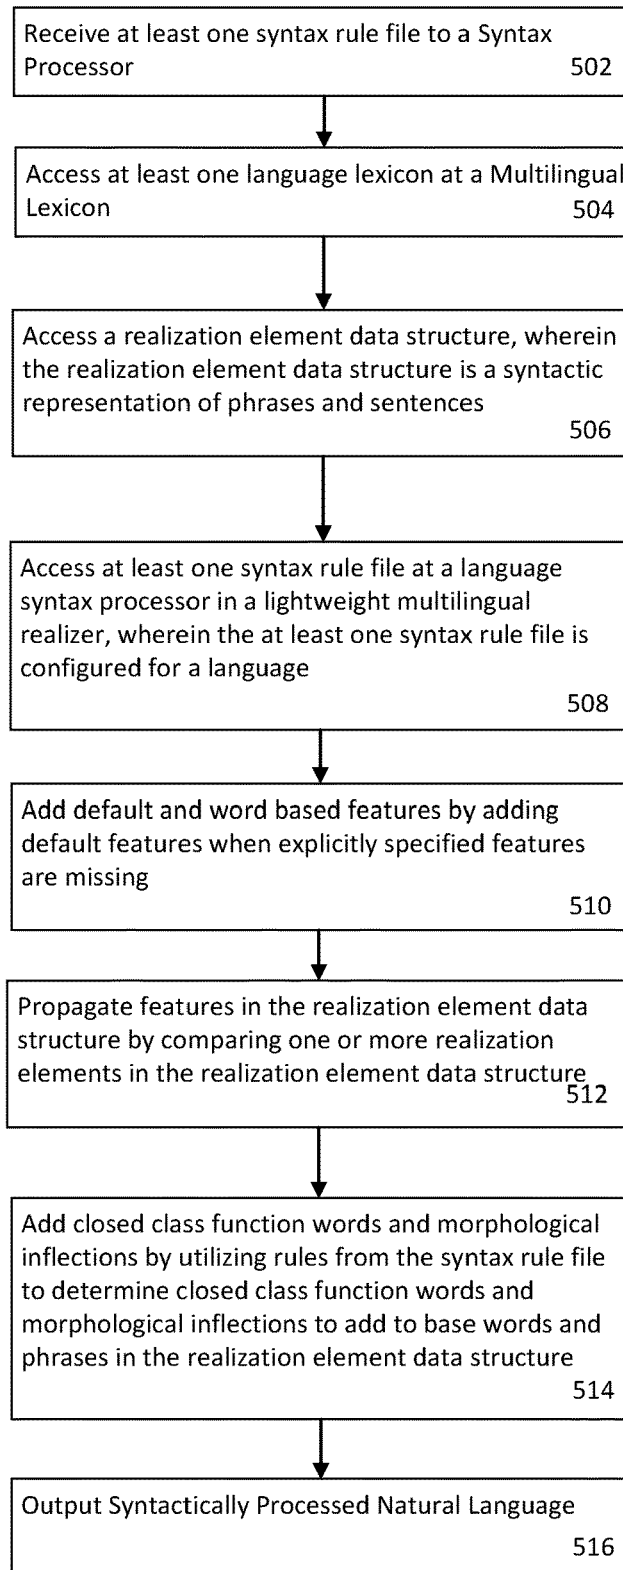 Receive at least one syntax rule file to a Syntax
Processor 502
Access at least one language lexicon at a Multilingual
Lexicon 504
Access a realization element data structure, wherein
the realization element data structure is a syntactic
representation of phrases and sentences
506
Access at least one syntax rule file at a language
syntax processor in a lightweight multilingual
realizer, wherein the at least one syntax rule file is
configured for a language
508
Add default and word based features by adding
default features when explicitly specified features
are missing
510
Propagate features in the realization element data
structure by comparing one or more realization
elements in the realization element data structure
512
Add closed class function words and morphological
inflections by utilizing rules from the syntax rule file
to determine closed class function words and
morphological inflections to add to base words and
phrases in the realization element data structure
514
Output Syntactically Processed Natural Language
516